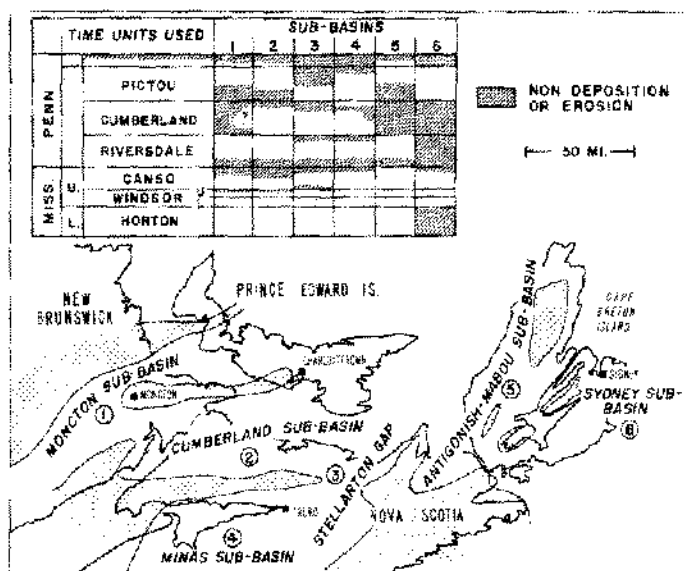 TIME UNITS USED
SUB-BASINS
1 2 3 4 5 6
PENN
PICTOU
CUMBERLAND
?
RIVERSDALE
MISS.
U.
CANSO
WINDSOR
L.
HORTON
NON DEPOSITION
OR EROSION
50 MI.
NEW
BRUNSWICK
PRINCE EDWARD IS.
CHARLOTTETOWN
MONCTON SUB-BASIN
1
MONCTON
CUMBERLAND SUB-BASIN
2
3
TRURO
4
MINAS SUB-BASIN
STELLARTON GAP
NOVA SCOTIA
ANTIGONISH-MABOU SUB-BASIN
5
CAPE
BRETON
ISLAND
SYDNEY
SYDNEY SUB-
BASIN
6